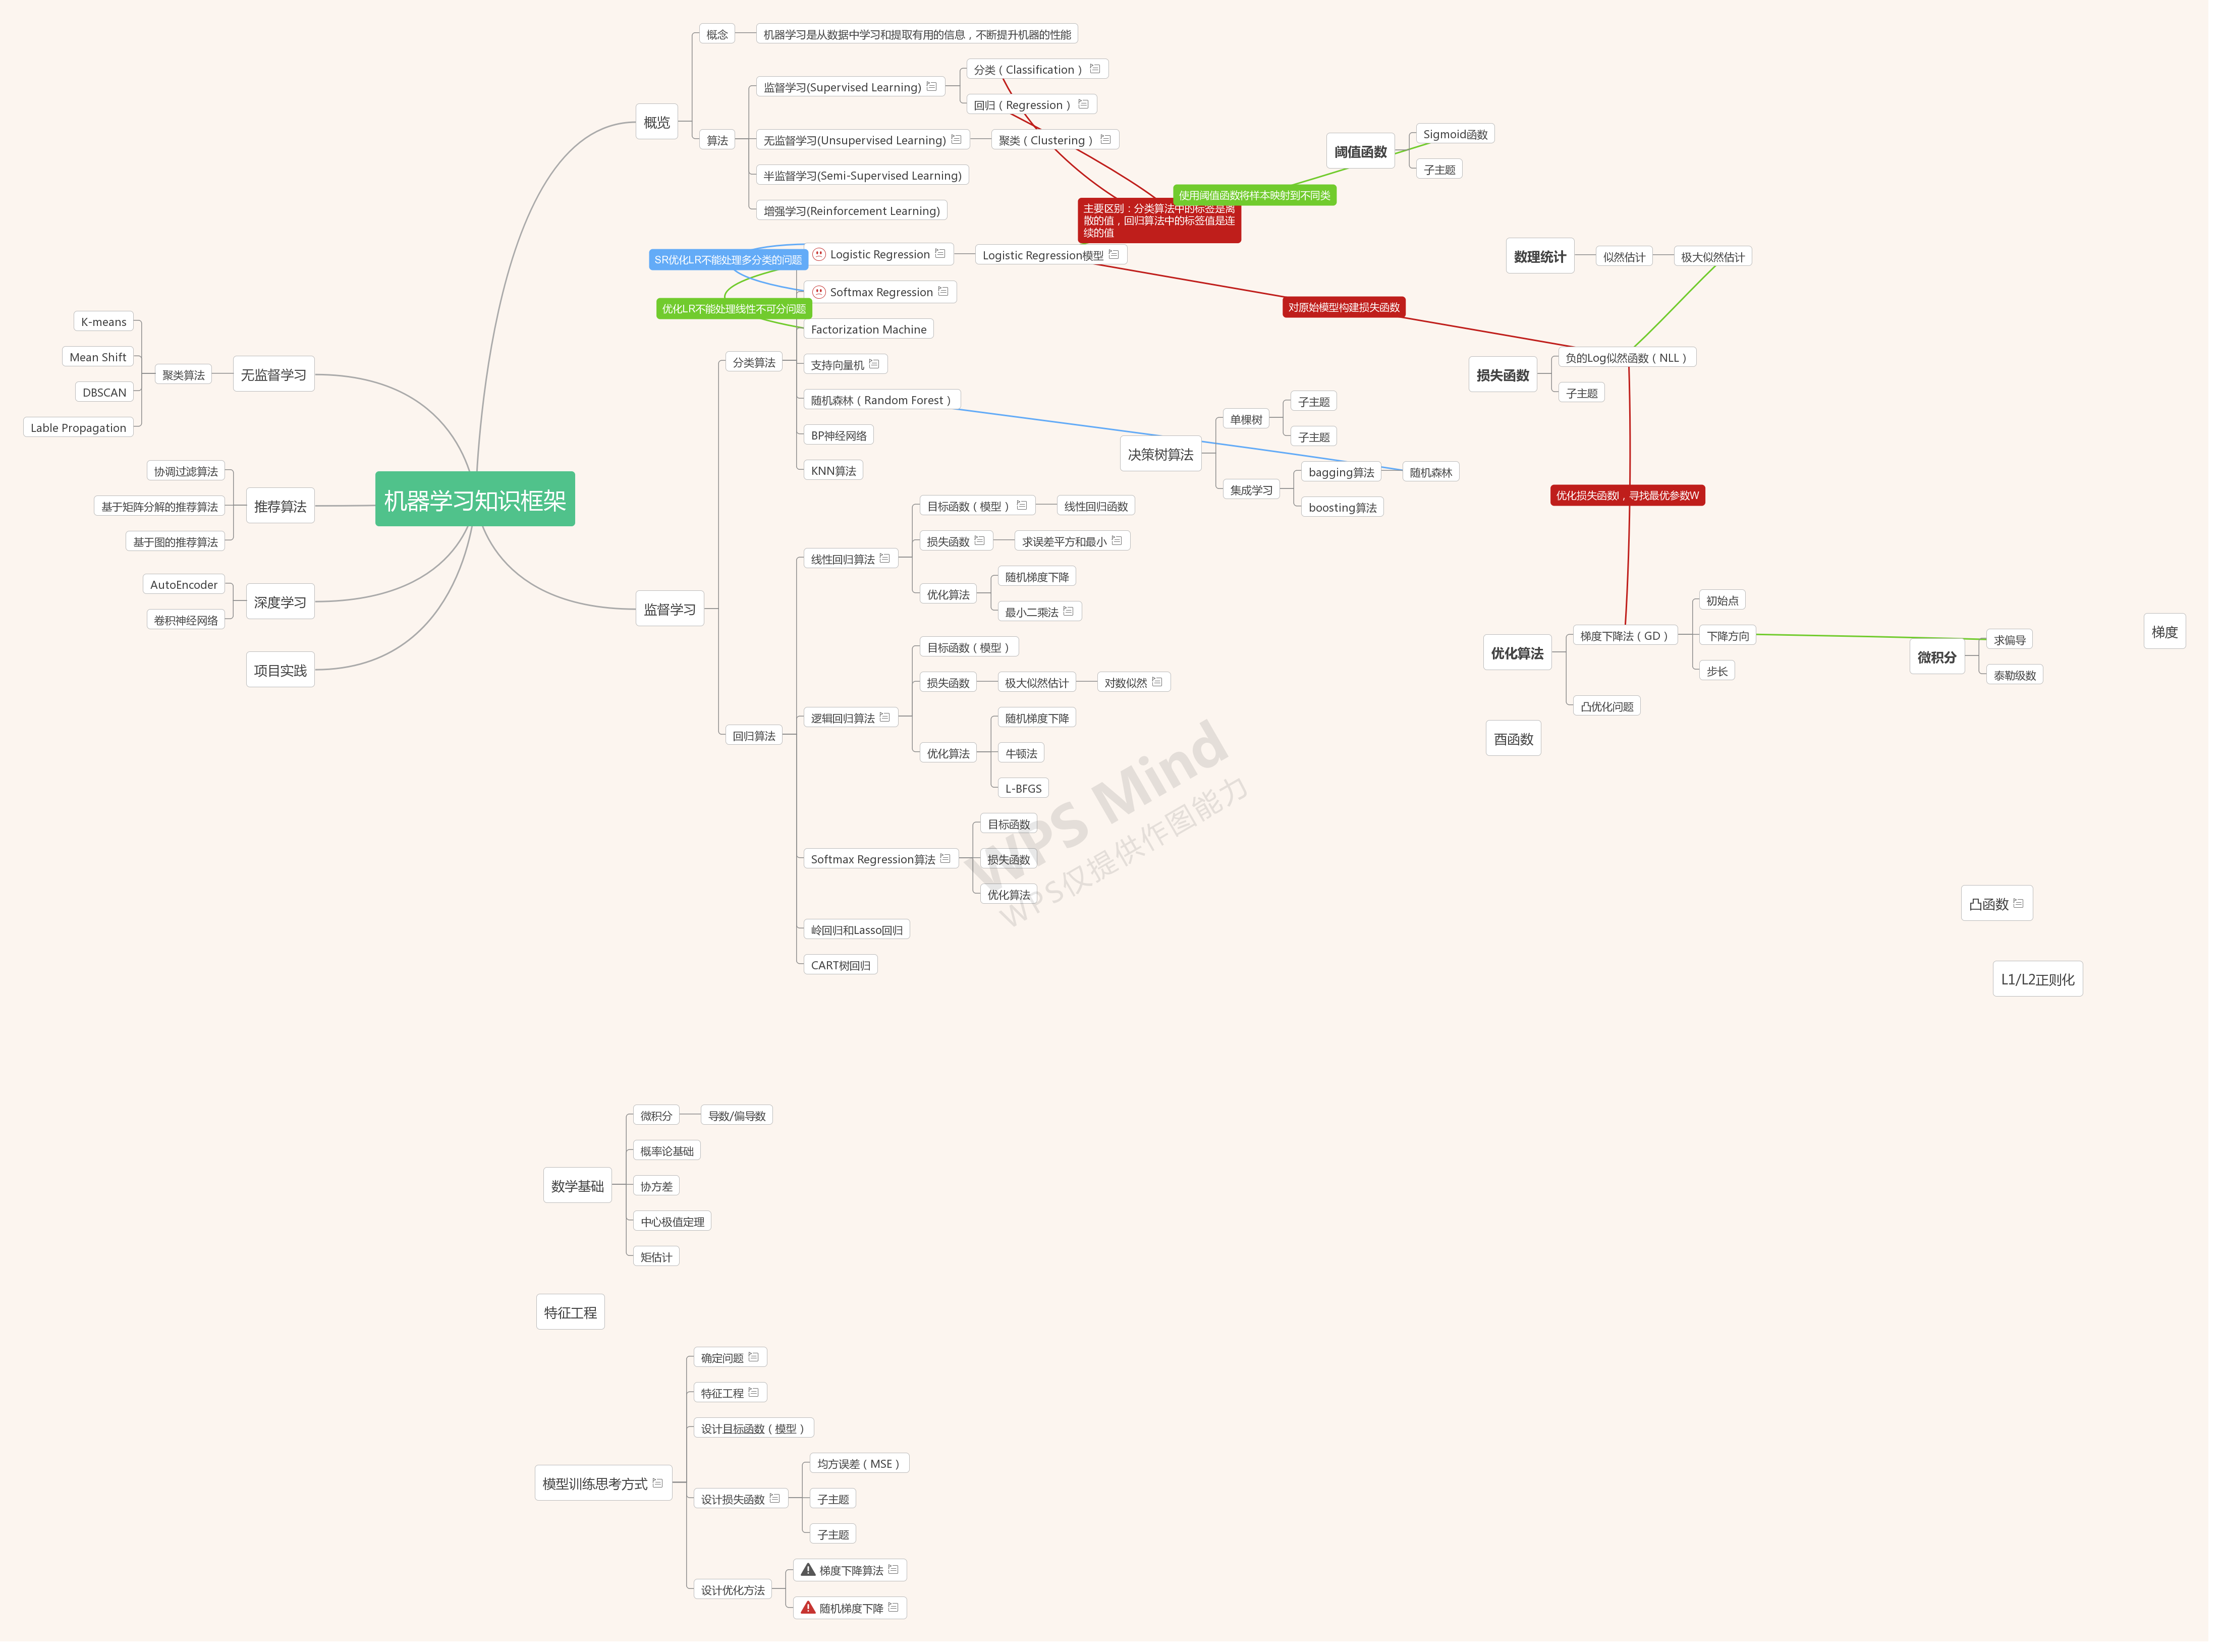 机器学习知识框架
概览
概念
机器学习是从数据中学习和提取有用的信息，不断提升机器的性能
算法
监督学习(Supervised Learning)
分类（Classification）
回归（Regression）
无监督学习(Unsupervised Learning)
聚类（Clustering）
半监督学习(Semi-Supervised Learning)
增强学习(Reinforcement Learning)
主要区别：分类算法中的标签是离
散的值，回归算法中的标签值是连
续的值
使用阈值函数将样本映射到不同类
阈值函数
Sigmoid函数
子主题
监督学习
分类算法
Logistic Regression
Logistic Regression模型
Softmax Regression
Factorization Machine
支持向量机
随机森林（Random Forest）
BP神经网络
KNN算法
SR优化LR不能处理多分类的问题
优化LR不能处理线性不可分问题
对原始模型构建损失函数
回归算法
线性回归算法
目标函数（模型）
线性回归函数
损失函数
求误差平方和最小
优化算法
随机梯度下降
最小二乘法
逻辑回归算法
目标函数（模型）
损失函数
极大似然估计
对数似然
优化算法
随机梯度下降
牛顿法
L-BFGS
Softmax Regression算法
目标函数
损失函数
优化算法
岭回归和Lasso回归
CART树回归
无监督学习
聚类算法
K-means
Mean Shift
DBSCAN
Lable Propagation
推荐算法
协调过滤算法
基于矩阵分解的推荐算法
基于图的推荐算法
深度学习
AutoEncoder
卷积神经网络
项目实践
决策树算法
单棵树
子主题
子主题
集成学习
bagging算法
随机森林
boosting算法
数理统计
似然估计
极大似然估计
损失函数
负的Log似然函数（NLL）
子主题
优化损失函数l，寻找最优参数W
优化算法
梯度下降法（GD）
初始点
下降方向
步长
凸优化问题
微积分
求偏导
泰勒级数
梯度
酉函数
凸函数
L1/L2正则化
WPS Mind
WPS仅提供作图能力
数学基础
微积分
导数/偏导数
概率论基础
协方差
中心极值定理
矩估计
特征工程
模型训练思考方式
确定问题
特征工程
设计目标函数（模型）
设计损失函数
均方误差（MSE）
子主题
子主题
设计优化方法
梯度下降算法
随机梯度下降